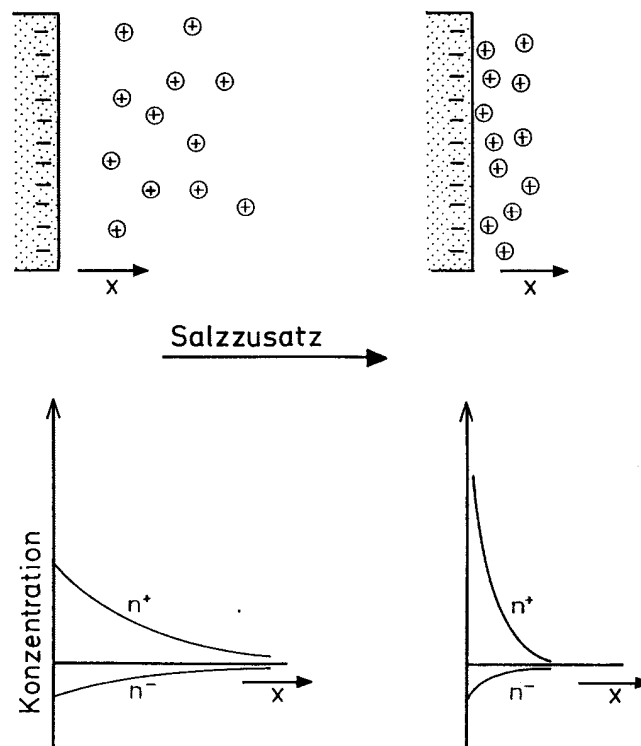 x
x
Salzzusatz
Konzentration
n⁺
n⁻
x
n⁺
n⁻
x